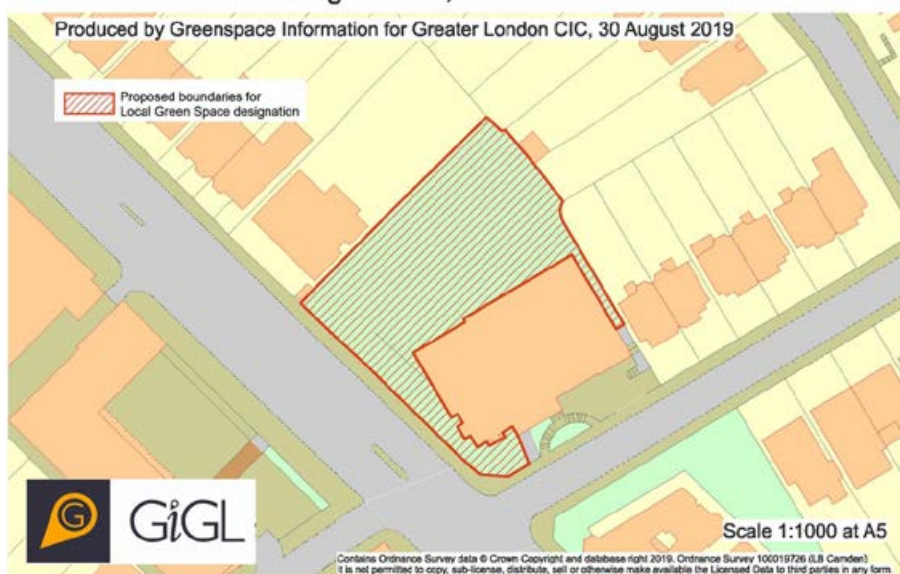 Produced by Greenspace Information for Greater London CIC, 30 August 2019
Proposed boundaries for
Local Green Space designation
G GiGL
Scale 1:1000 at A5
Contains Ordnance Survey data © Crown Copyright and database right 2019. Ordnance Survey 100019726 (LB Camden)
It is not permitted to copy, sub-license, distribute, sell or otherwise make available the Licensed Data to third parties in any form